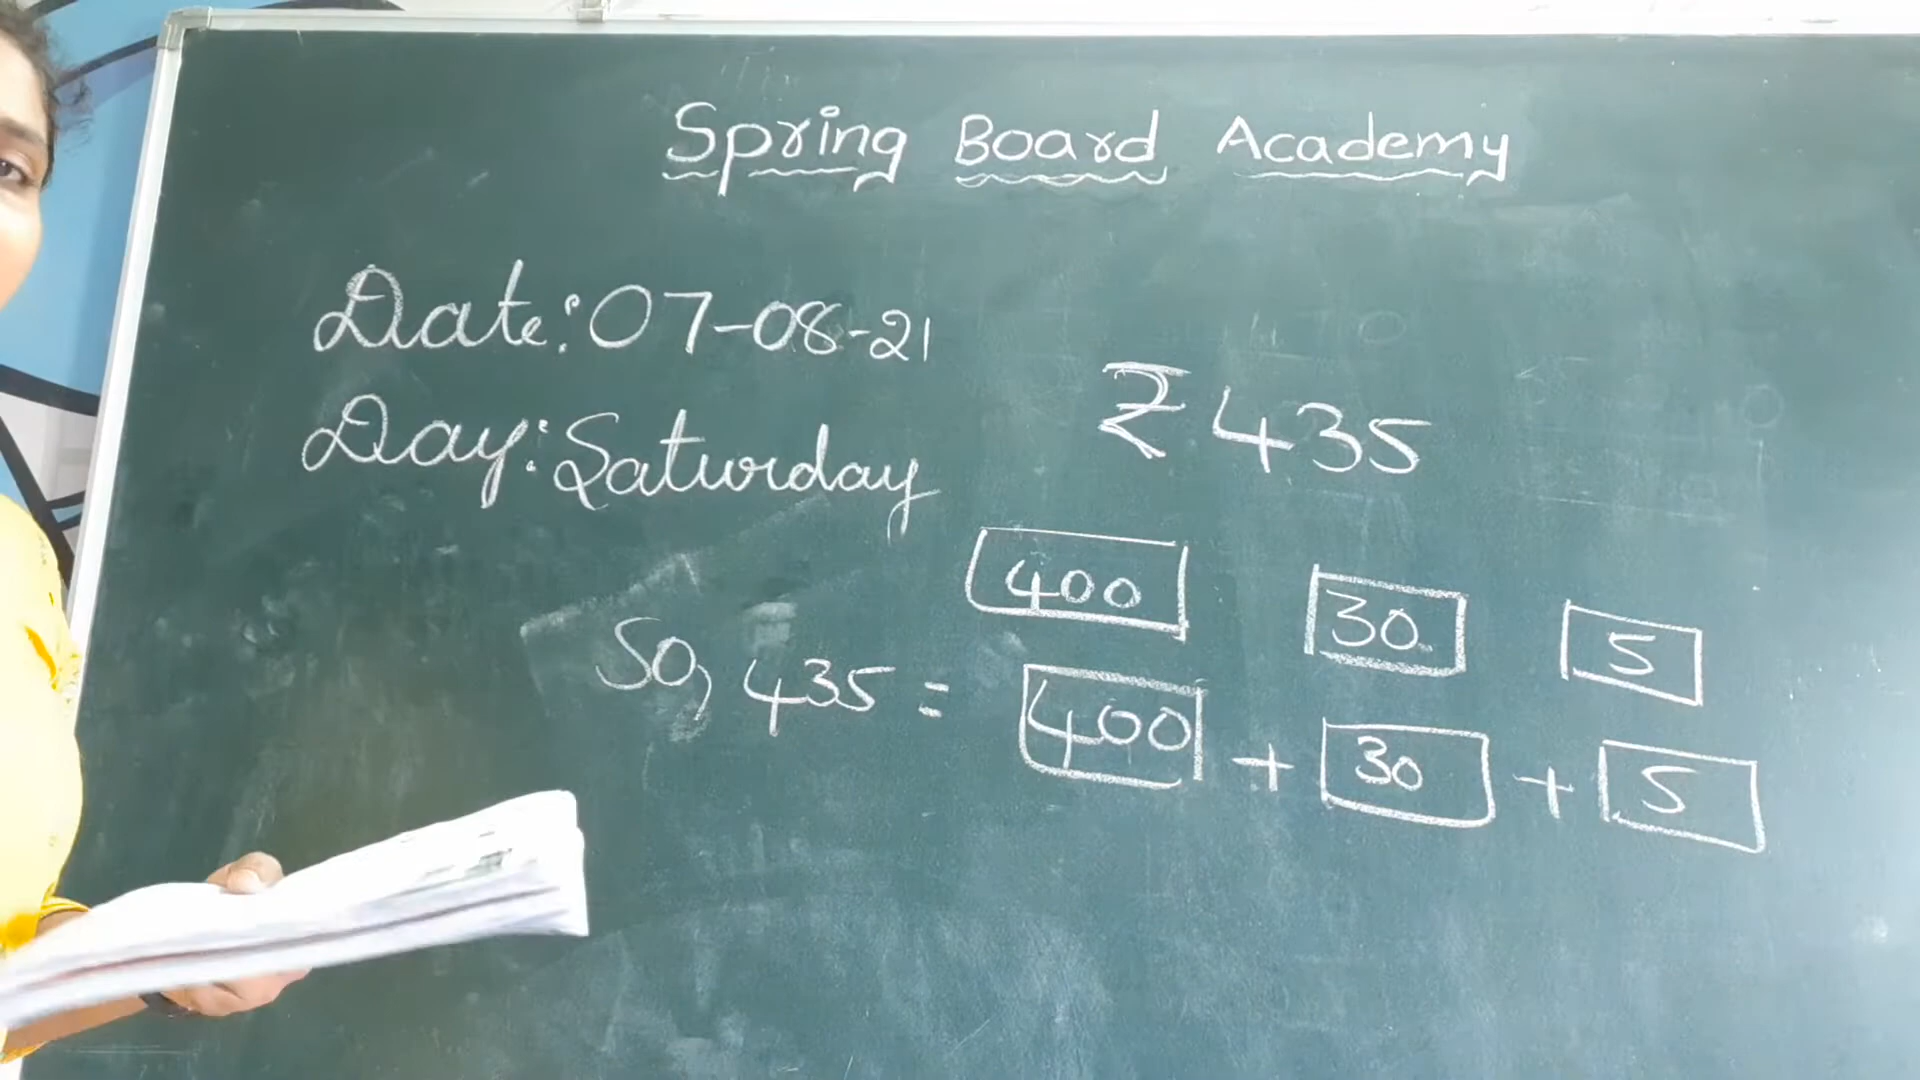 Spring Board Academy
Date: 07-08-21
Day: Saturday
₹ 435
400 30 5
So, 435 = 400 + 30 + 5